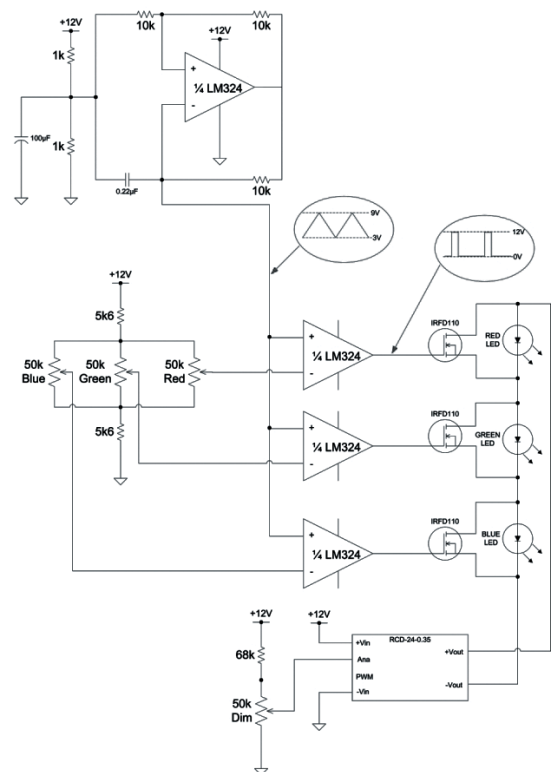 +12V
10k
10k
+12V
1k
+
-
¼ LM324
100µF
1k
0.22µF
10k
9V
3V
12V
0V
+12V
5k6
50k
Blue
50k
Green
50k
Red
5k6
+
-
¼ LM324
IRFD110
RED
LED
+
-
¼ LM324
IRFD110
GREEN
LED
+
-
¼ LM324
IRFD110
BLUE
LED
+12V
68k
50k
Dim
+12V
RCD-24-0.35
+Vin
Ana
PWM
-Vin
+Vout
-Vout